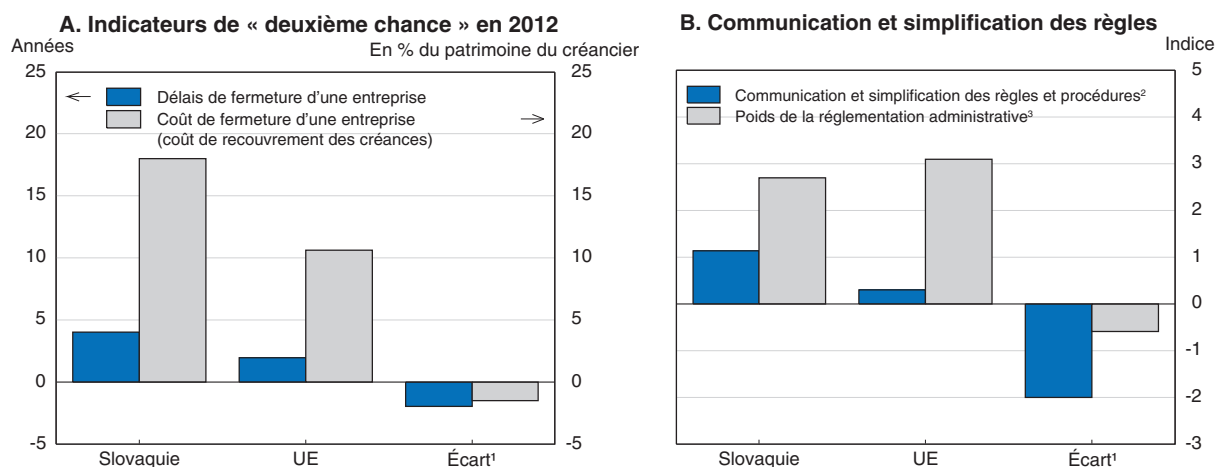 A. Indicateurs de « deuxième chance » en 2012
Années
En % du patrimoine du créancier
25
20
15
10
5
0
-5
25
20
15
10
5
0
-5
Délais de fermeture d'une entreprise
Coût de fermeture d'une entreprise
(coût de recouvrement des créances)
Slovaquie
UE
Écart¹
B. Communication et simplification des règles
Indice
5
4
3
2
1
0
-1
-2
-3
Communication et simplification des règles et procédures²
Poids de la réglementation administrative³
Slovaquie
UE
Écart¹